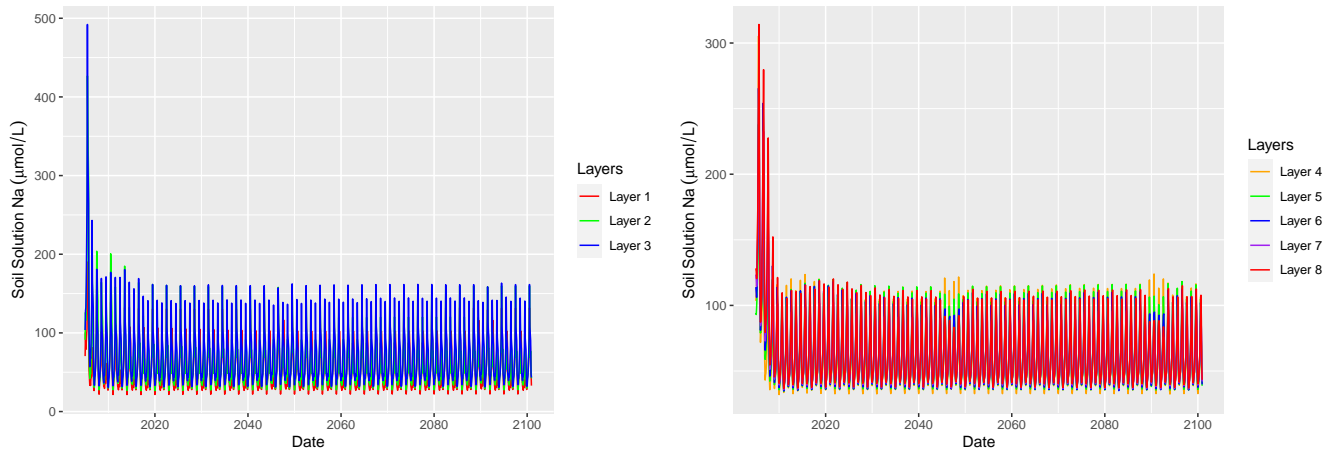 500
400
300
200
100
0
Soil Solution Na (μmol/L)
2020
2040
2060
2080
2100
Date
Layers
Layer 1
Layer 2
Layer 3
300
200
100
Soil Solution Na (μmol/L)
2020
2040
2060
2080
2100
Date
Layers
Layer 4
Layer 5
Layer 6
Layer 7
Layer 8